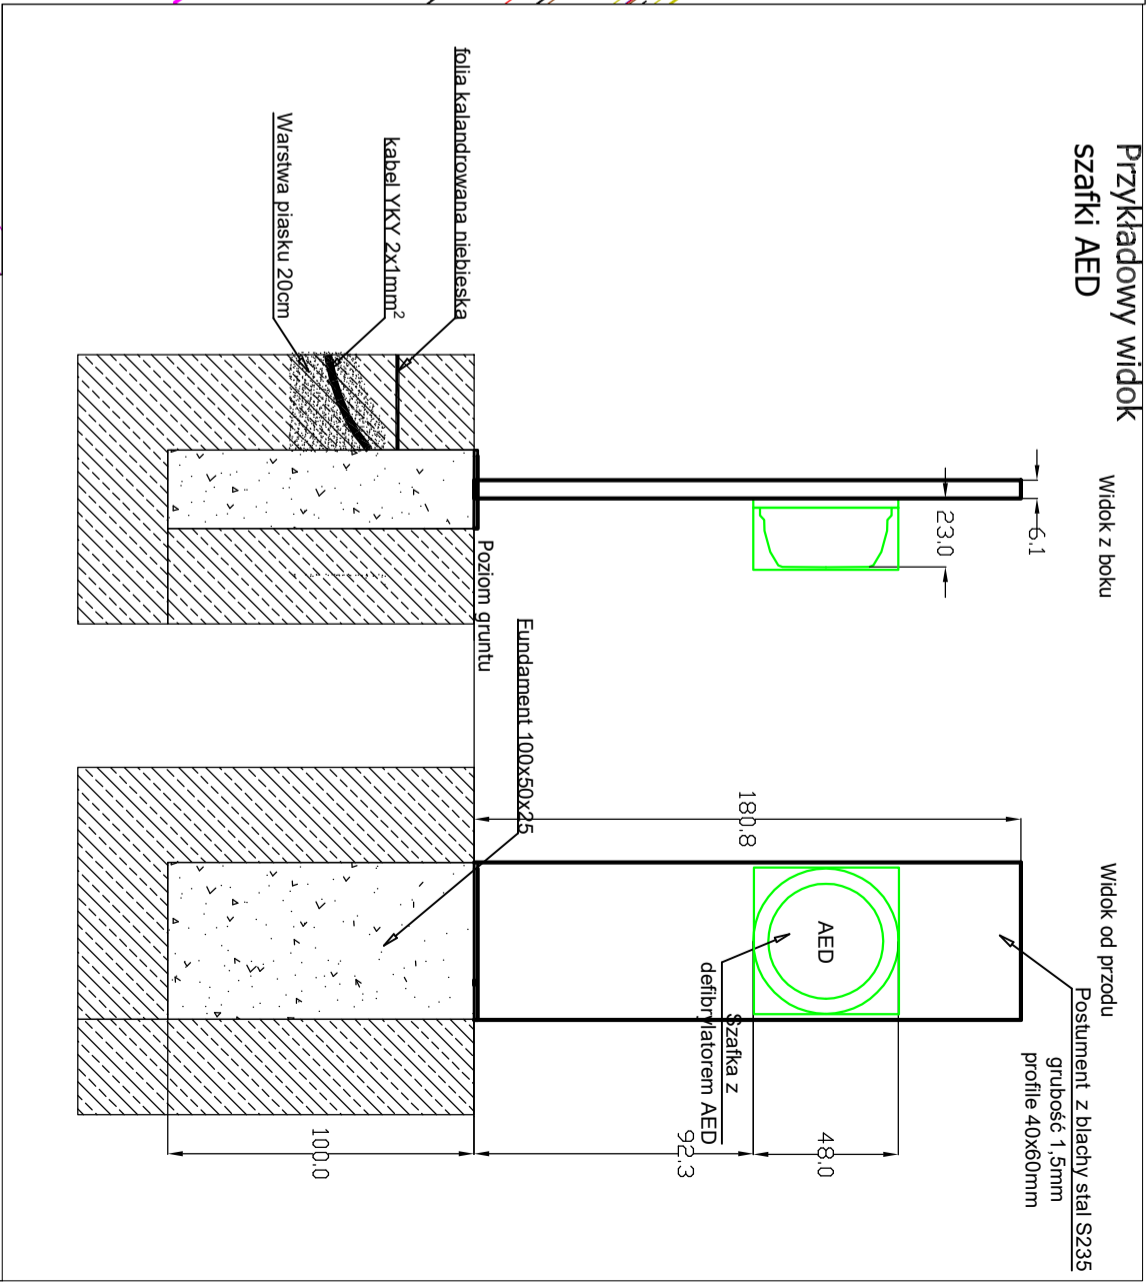 Przykładowy widok
szafki AED
Widok z boku
6.1
23.0
folia kalandrowana niebieska
kabel YKY 2x1mm²
Warstwa piasku 20cm
Poziom gruntu
Fundament 100x50x25
Widok od przodu
Postument z blachy stal S235
grubość 1,5mm
profile 40x60mm
180.8
AED
Szafka z
defibrylatorem AED
48.0
92.3
100.0